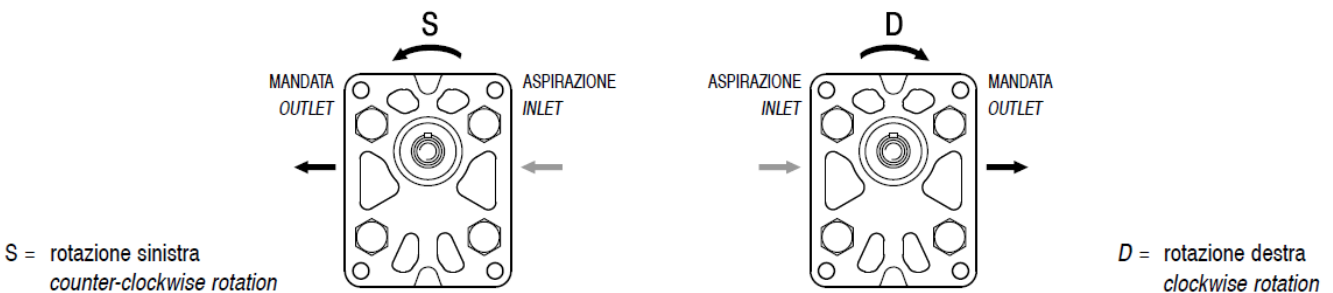 S
MANDATA
OUTLET
ASPIRAZIONE
INLET
S = rotazione sinistra
counter-clockwise rotation
D
ASPIRAZIONE
INLET
MANDATA
OUTLET
D = rotazione destra
clockwise rotation